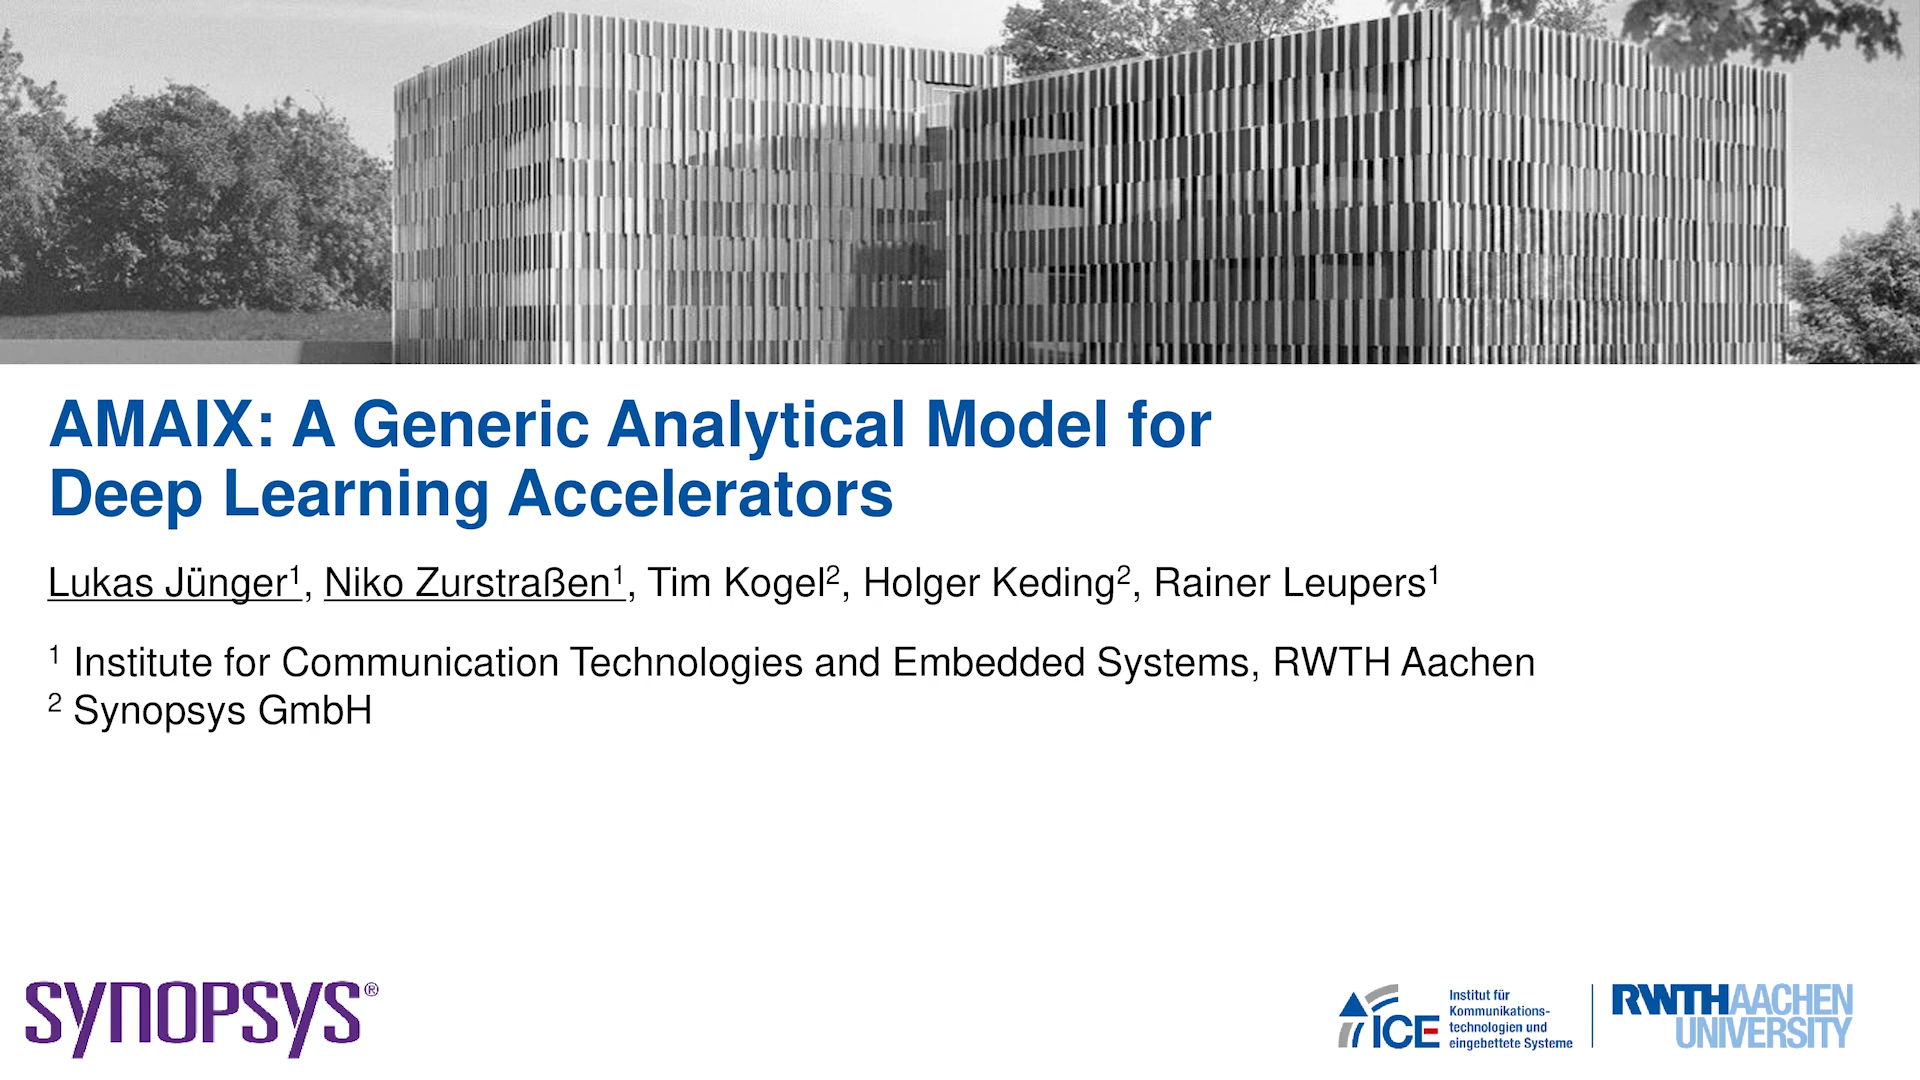 AMAIX: A Generic Analytical Model for
Deep Learning Accelerators
Lukas Jünger¹, Niko Zurstraßen¹, Tim Kogel², Holger Keding², Rainer Leupers¹
¹ Institute for Communication Technologies and Embedded Systems, RWTH Aachen
² Synopsys GmbH
SYNOPSYS®
ICE
Institut für
Kommunikations-
technologien und
eingebettete Systeme
RWTH AACHEN
UNIVERSITY